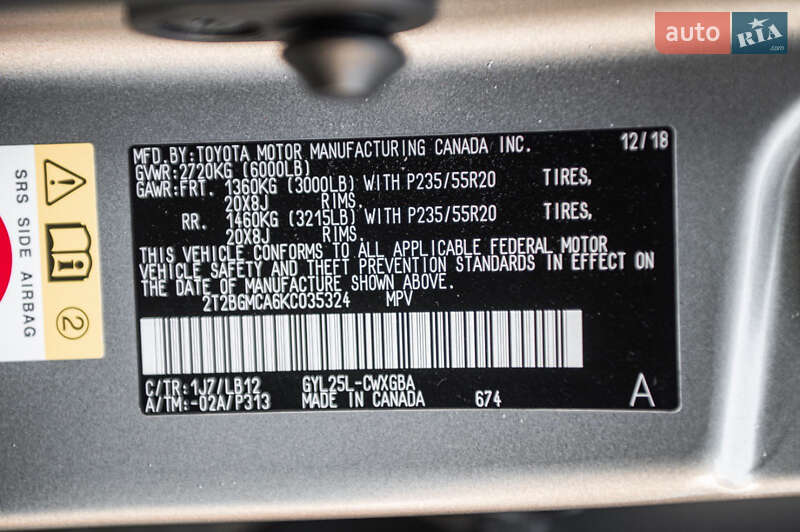 auto RIA.com
MFD.BY:TOYOTA MOTOR MANUFACTURING CANADA INC. 12/18
GVWR:2720KG (6000LB)
GAWR:FRT. 1360KG (3000LB) WITH P235/55R20 TIRES,
20X8J RIMS.
RR. 1460KG (3215LB) WITH P235/55R20 TIRES,
20X8J RIMS.
THIS VEHICLE CONFORMS TO ALL APPLICABLE FEDERAL MOTOR
VEHICLE SAFETY AND THEFT PREVENTION STANDARDS IN EFFECT ON
THE DATE OF MANUFACTURE SHOWN ABOVE.
2T2BGMCA6KC035324 MPV
C/TR:1JZ/LB12 GYL25L-CWXGBA
A/TM:-02A/P313 MADE IN CANADA 674 A
SRS SIDE AIRBAG
2